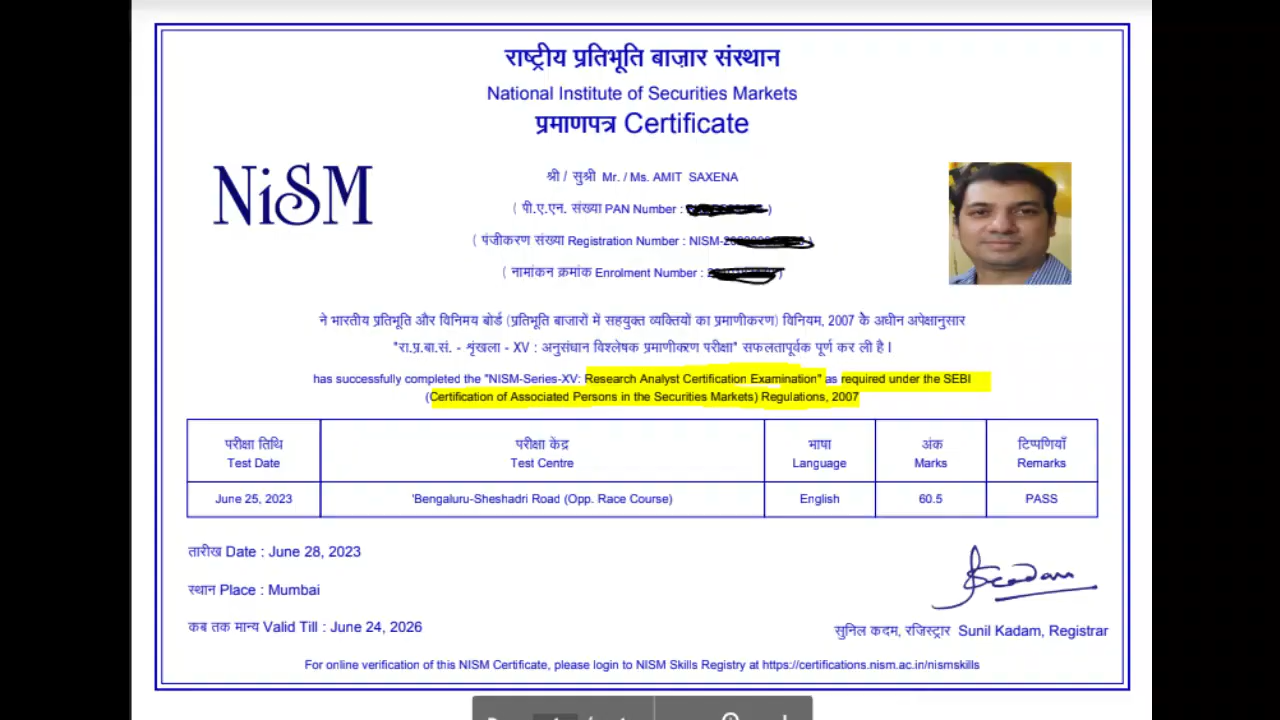 राष्ट्रीय प्रतिभूति बाज़ार संस्थान
National Institute of Securities Markets
प्रमाणपत्र Certificate
NiSM
श्री / सुश्री Mr. / Ms. AMIT SAXENA
( पी.ए.एन. संख्या PAN Number : )
( पंजीकरण संख्या Registration Number : NISM- )
( नामांकन क्रमांक Enrolment Number : )
ने भारतीय प्रतिभूति और विनिमय बोर्ड (प्रतिभूति बाजारों में सहयुक्त व्यक्तियों का प्रमाणीकरण) विनियम, 2007 के अधीन अपेक्षानुसार
"रा.प्र.बा.सं. - शृंखला - XV : अनुसंधान विश्लेषक प्रमाणीकरण परीक्षा" सफलतापूर्वक पूर्ण कर ली है ।
has successfully completed the "NISM-Series-XV: Research Analyst Certification Examination" as required under the SEBI
(Certification of Associated Persons in the Securities Markets) Regulations, 2007
परीक्षा तिथि परीक्षा केंद्र भाषा अंक टिप्पणियाँ
Test Date Test Centre Language Marks Remarks
June 25, 2023 'Bengaluru-Sheshadri Road (Opp. Race Course) English 60.5 PASS
तारीख Date : June 28, 2023
स्थान Place : Mumbai
कब तक मान्य Valid Till : June 24, 2026
सुनिल कदम, रजिस्ट्रार Sunil Kadam, Registrar
For online verification of this NISM Certificate, please login to NISM Skills Registry at https://certifications.nism.ac.in/nismskills